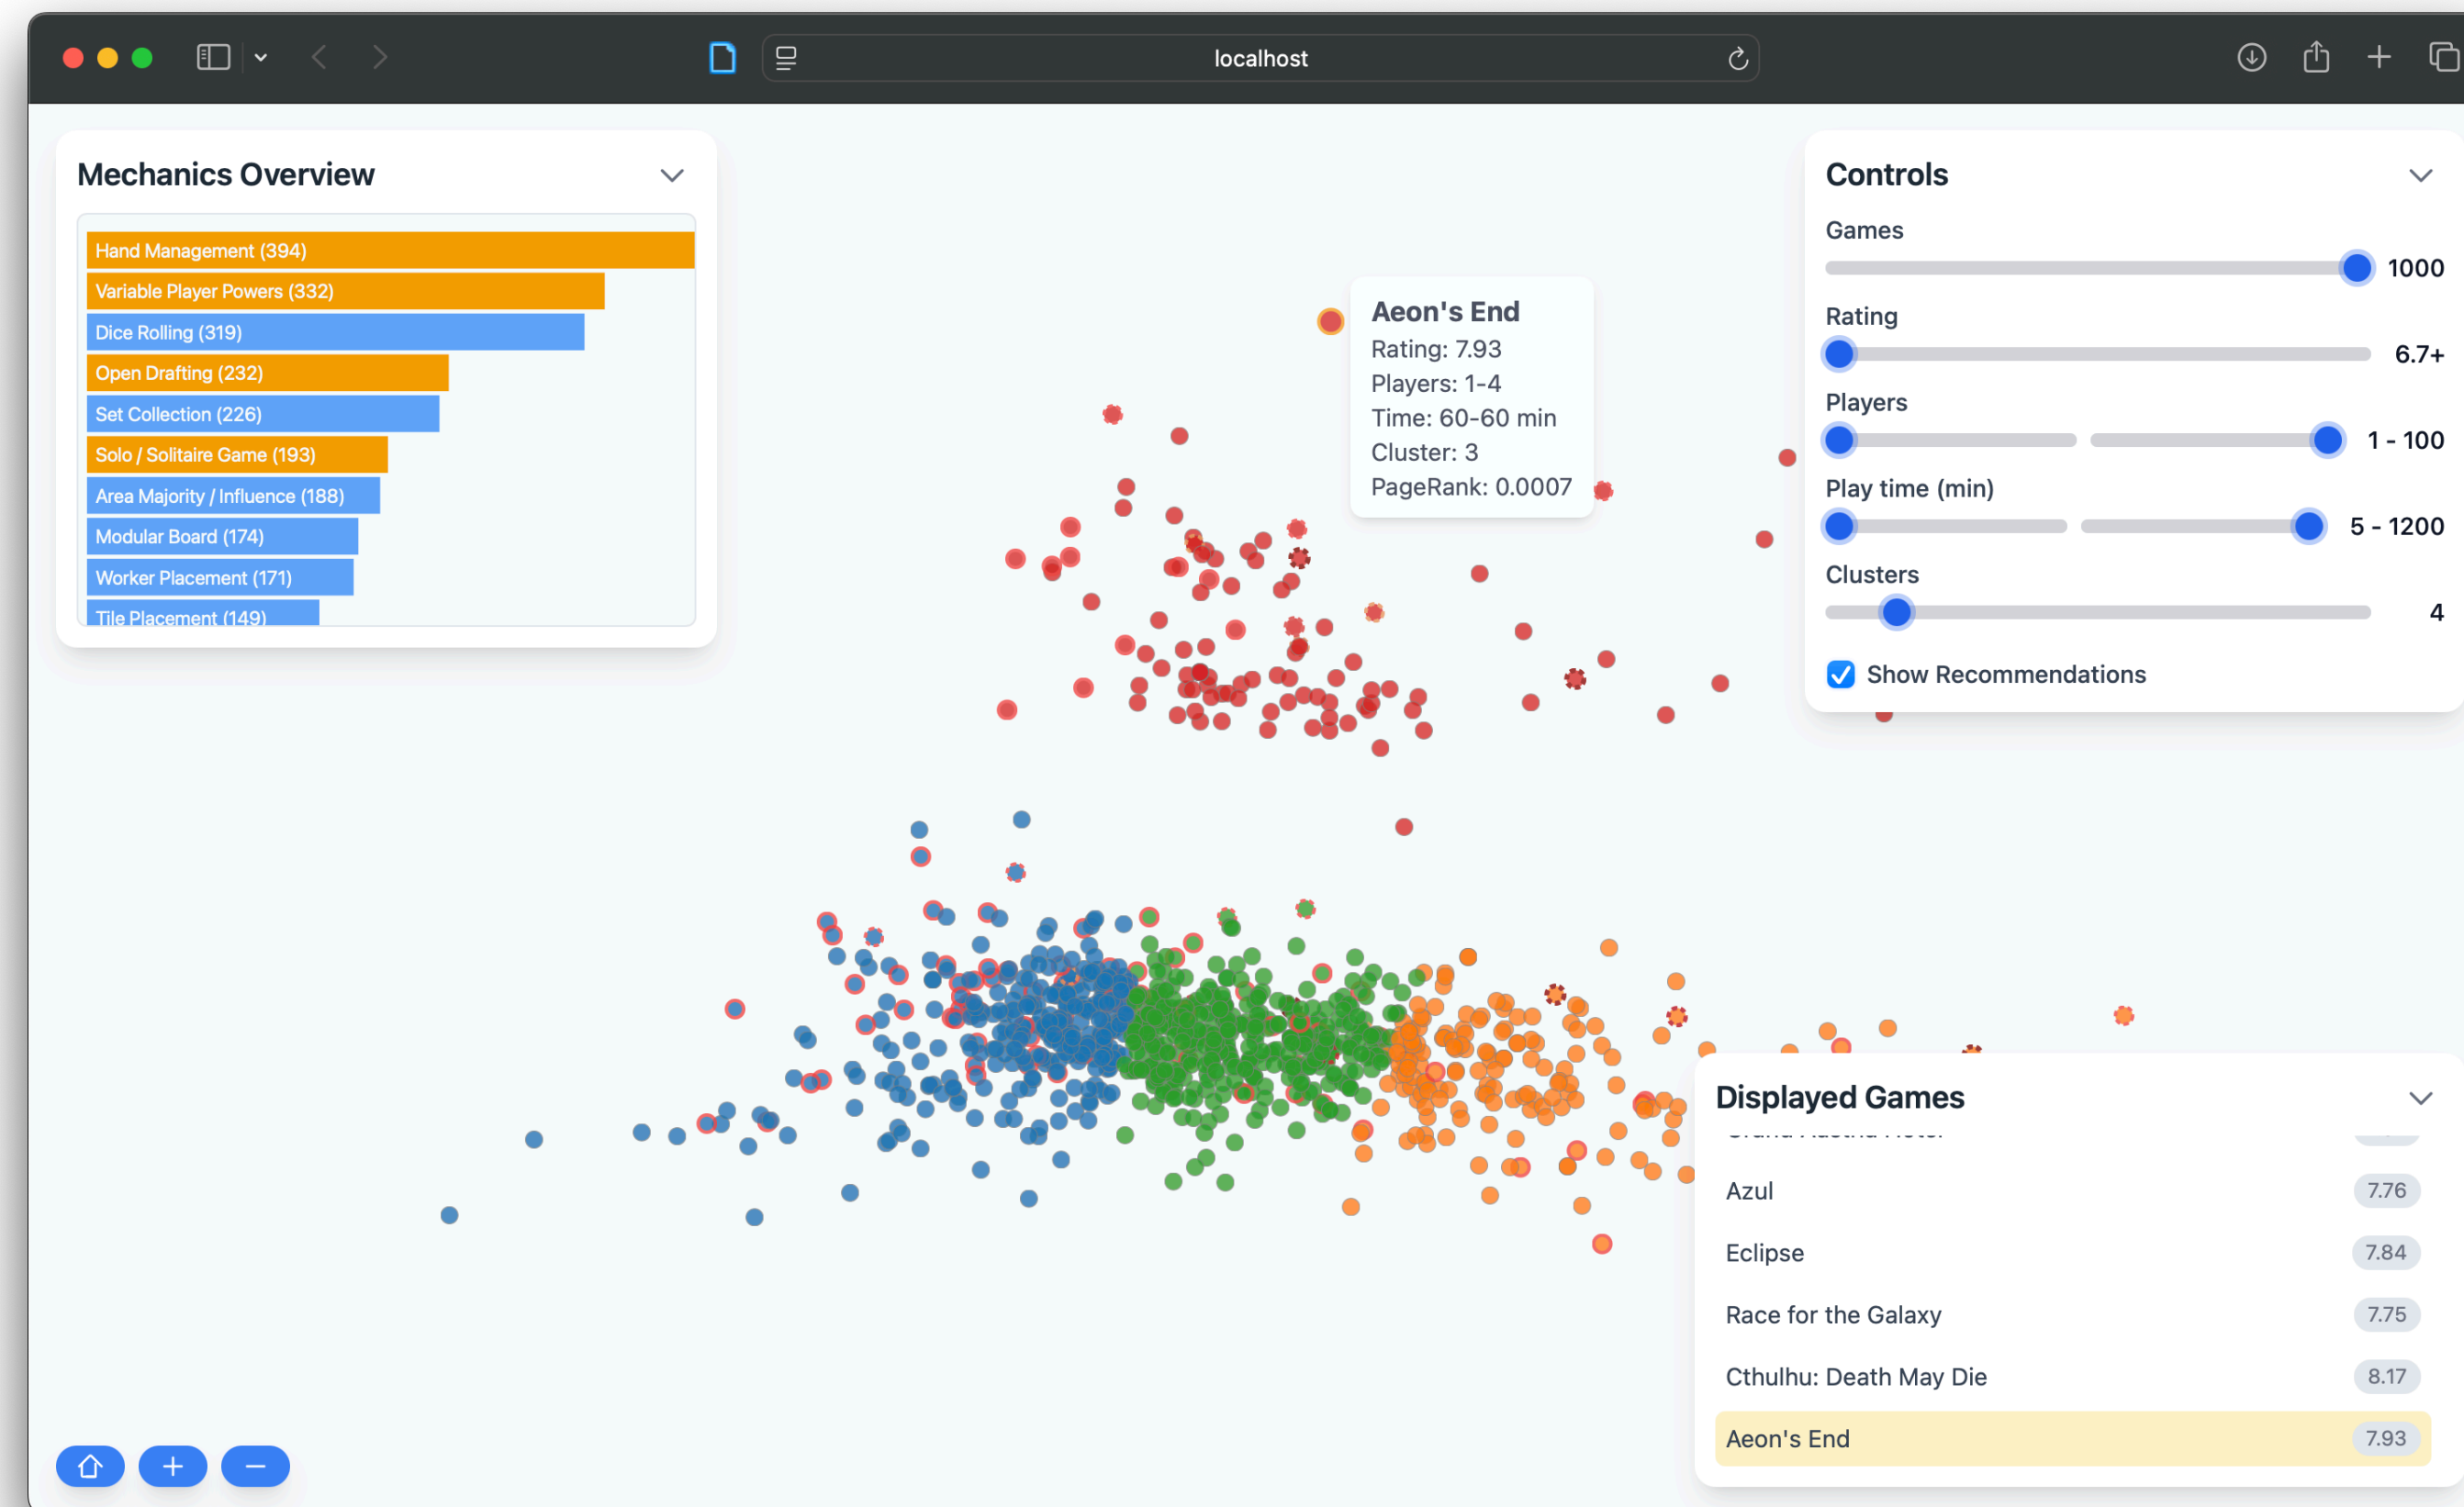 localhost
Mechanics Overview
Hand Management (394)
Variable Player Powers (332)
Dice Rolling (319)
Open Drafting (232)
Set Collection (226)
Solo / Solitaire Game (193)
Area Majority / Influence (188)
Modular Board (174)
Worker Placement (171)
Tile Placement (149)
Aeon's End
Rating: 7.93
Players: 1-4
Time: 60-60 min
Cluster: 3
PageRank: 0.0007
Controls
Games
1000
Rating
6.7+
Players
1 - 100
Play time (min)
5 - 1200
Clusters
4
Show Recommendations
Displayed Games
Azul 7.76
Eclipse 7.84
Race for the Galaxy 7.75
Cthulhu: Death May Die 8.17
Aeon's End 7.93